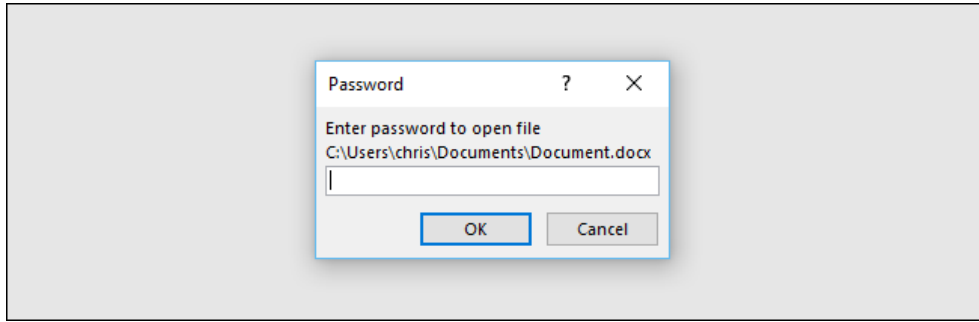 Password ?
Enter password to open file
C:\Users\chris\Documents\Document.docx
OK Cancel